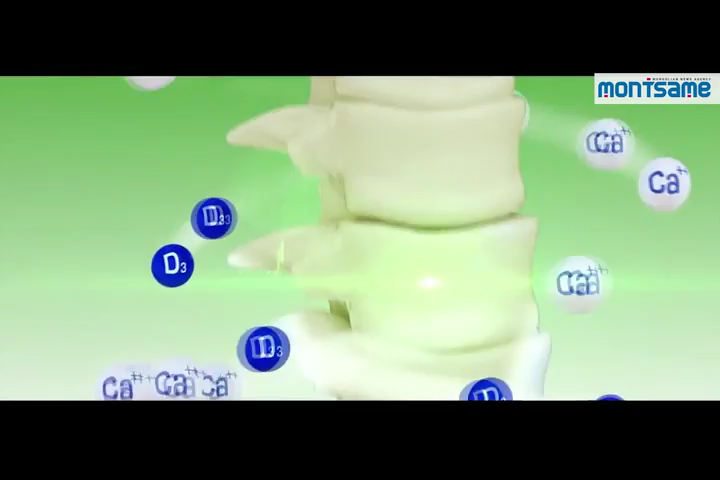 MONGOLIAN NEWS AGENCY
MONTSAME
Ca++
Ca++
D3
D3
Ca++
D3
Ca++
Ca++
Ca++
D